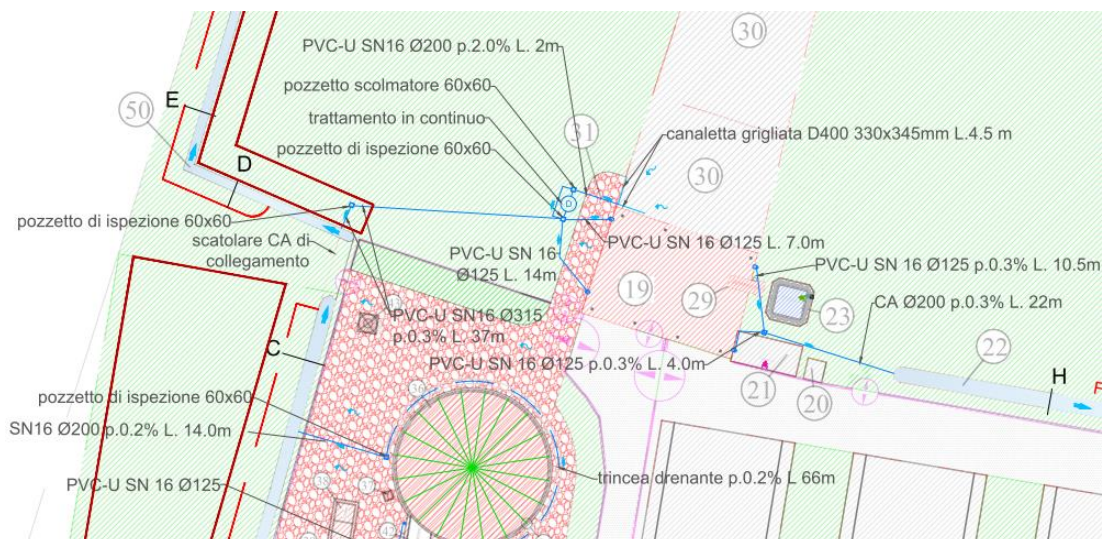 30
PVC-U SN16 Ø200 p.2.0% L. 2m
pozzetto scolmatore 60x60
E
50
trattamento in continuo
31
canaletta grigliata D400 330x345mm L.4.5 m
pozzetto di ispezione 60x60
D
30
pozzetto di ispezione 60x60
scatolare CA di
collegamento
PVC-U SN 16
Ø125 L. 14m
PVC-U SN 16 Ø125 L. 7.0m
PVC-U SN 16 Ø125 p.0.3% L. 10.5m
19
29
23
CA Ø200 p.0.3% L. 22m
PVC-U SN16 Ø315
p.0.3% L. 37m
C
PVC-U SN 16 Ø125 p.0.3% L. 4.0m
22
21
20
H
pozzetto di ispezione 60x60
36
SN16 Ø200 p.0.2% L. 14.0m
trincea drenante p.0.2% L 66m
PVC-U SN 16 Ø125
38
37
42